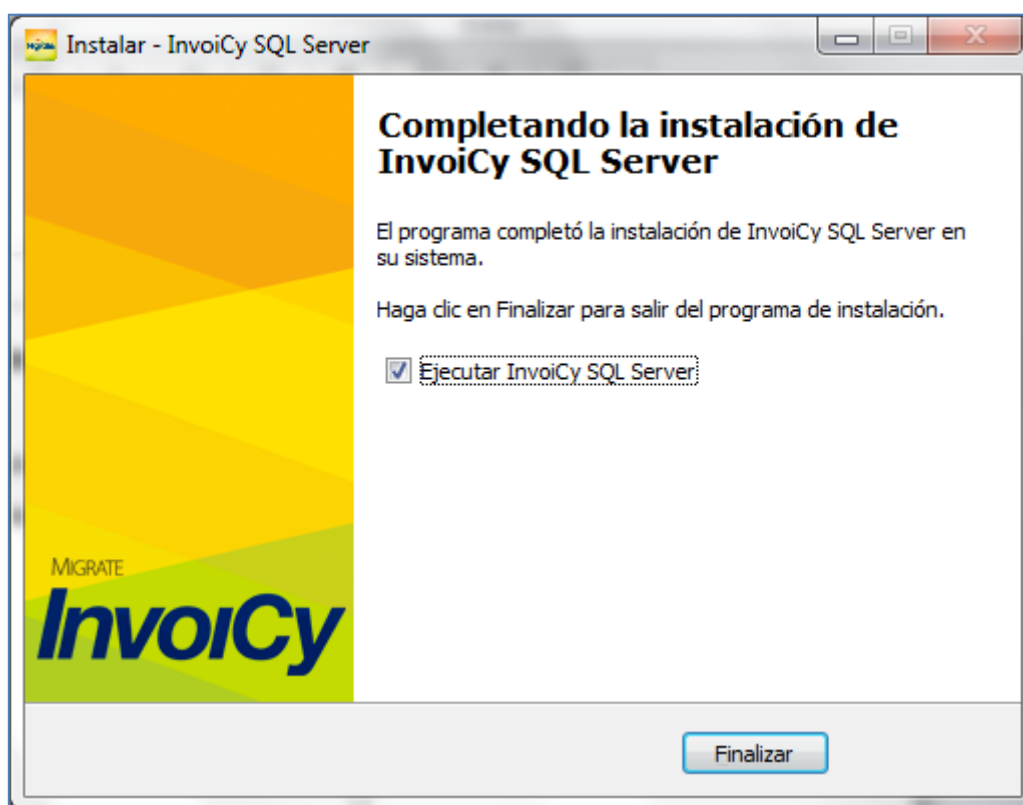 Instalar - InvoiCy SQL Server
Completando la instalación de
InvoiCy SQL Server
El programa completó la instalación de InvoiCy SQL Server en
su sistema.
Haga clic en Finalizar para salir del programa de instalación.
Ejecutar InvoiCy SQL Server
MIGRATE
InvoiCy
Finalizar